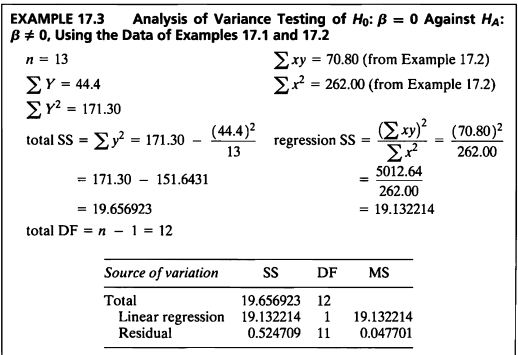 EXAMPLE 17.3 Analysis of Variance Testing of H₀: β = 0 Against H_A:
β ≠ 0, Using the Data of Examples 17.1 and 17.2
n = 13 ∑xy = 70.80 (from Example 17.2)
∑Y = 44.4 ∑x² = 262.00 (from Example 17.2)
∑Y² = 171.30
total SS = ∑y² = 171.30 − (44.4)²/13 regression SS = (∑xy)²/∑x² = (70.80)²/262.00
= 171.30 − 151.6431 = 5012.64/262.00
= 19.656923 = 19.132214
total DF = n − 1 = 12
Source of variation SS DF MS
Total 19.656923 12
Linear regression 19.132214 1 19.132214
Residual 0.524709 11 0.047701